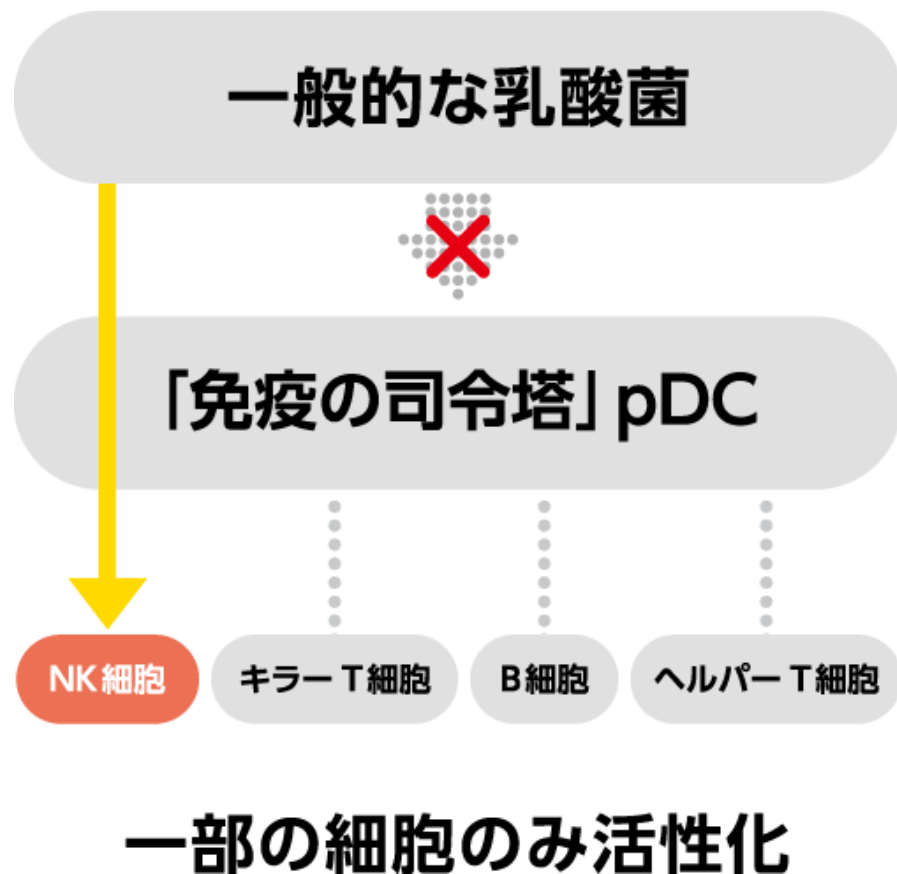 一般的な乳酸菌
「免疫の司令塔」pDC
NK細胞
キラーT細胞
B細胞
ヘルパーT細胞
一部の細胞のみ活性化